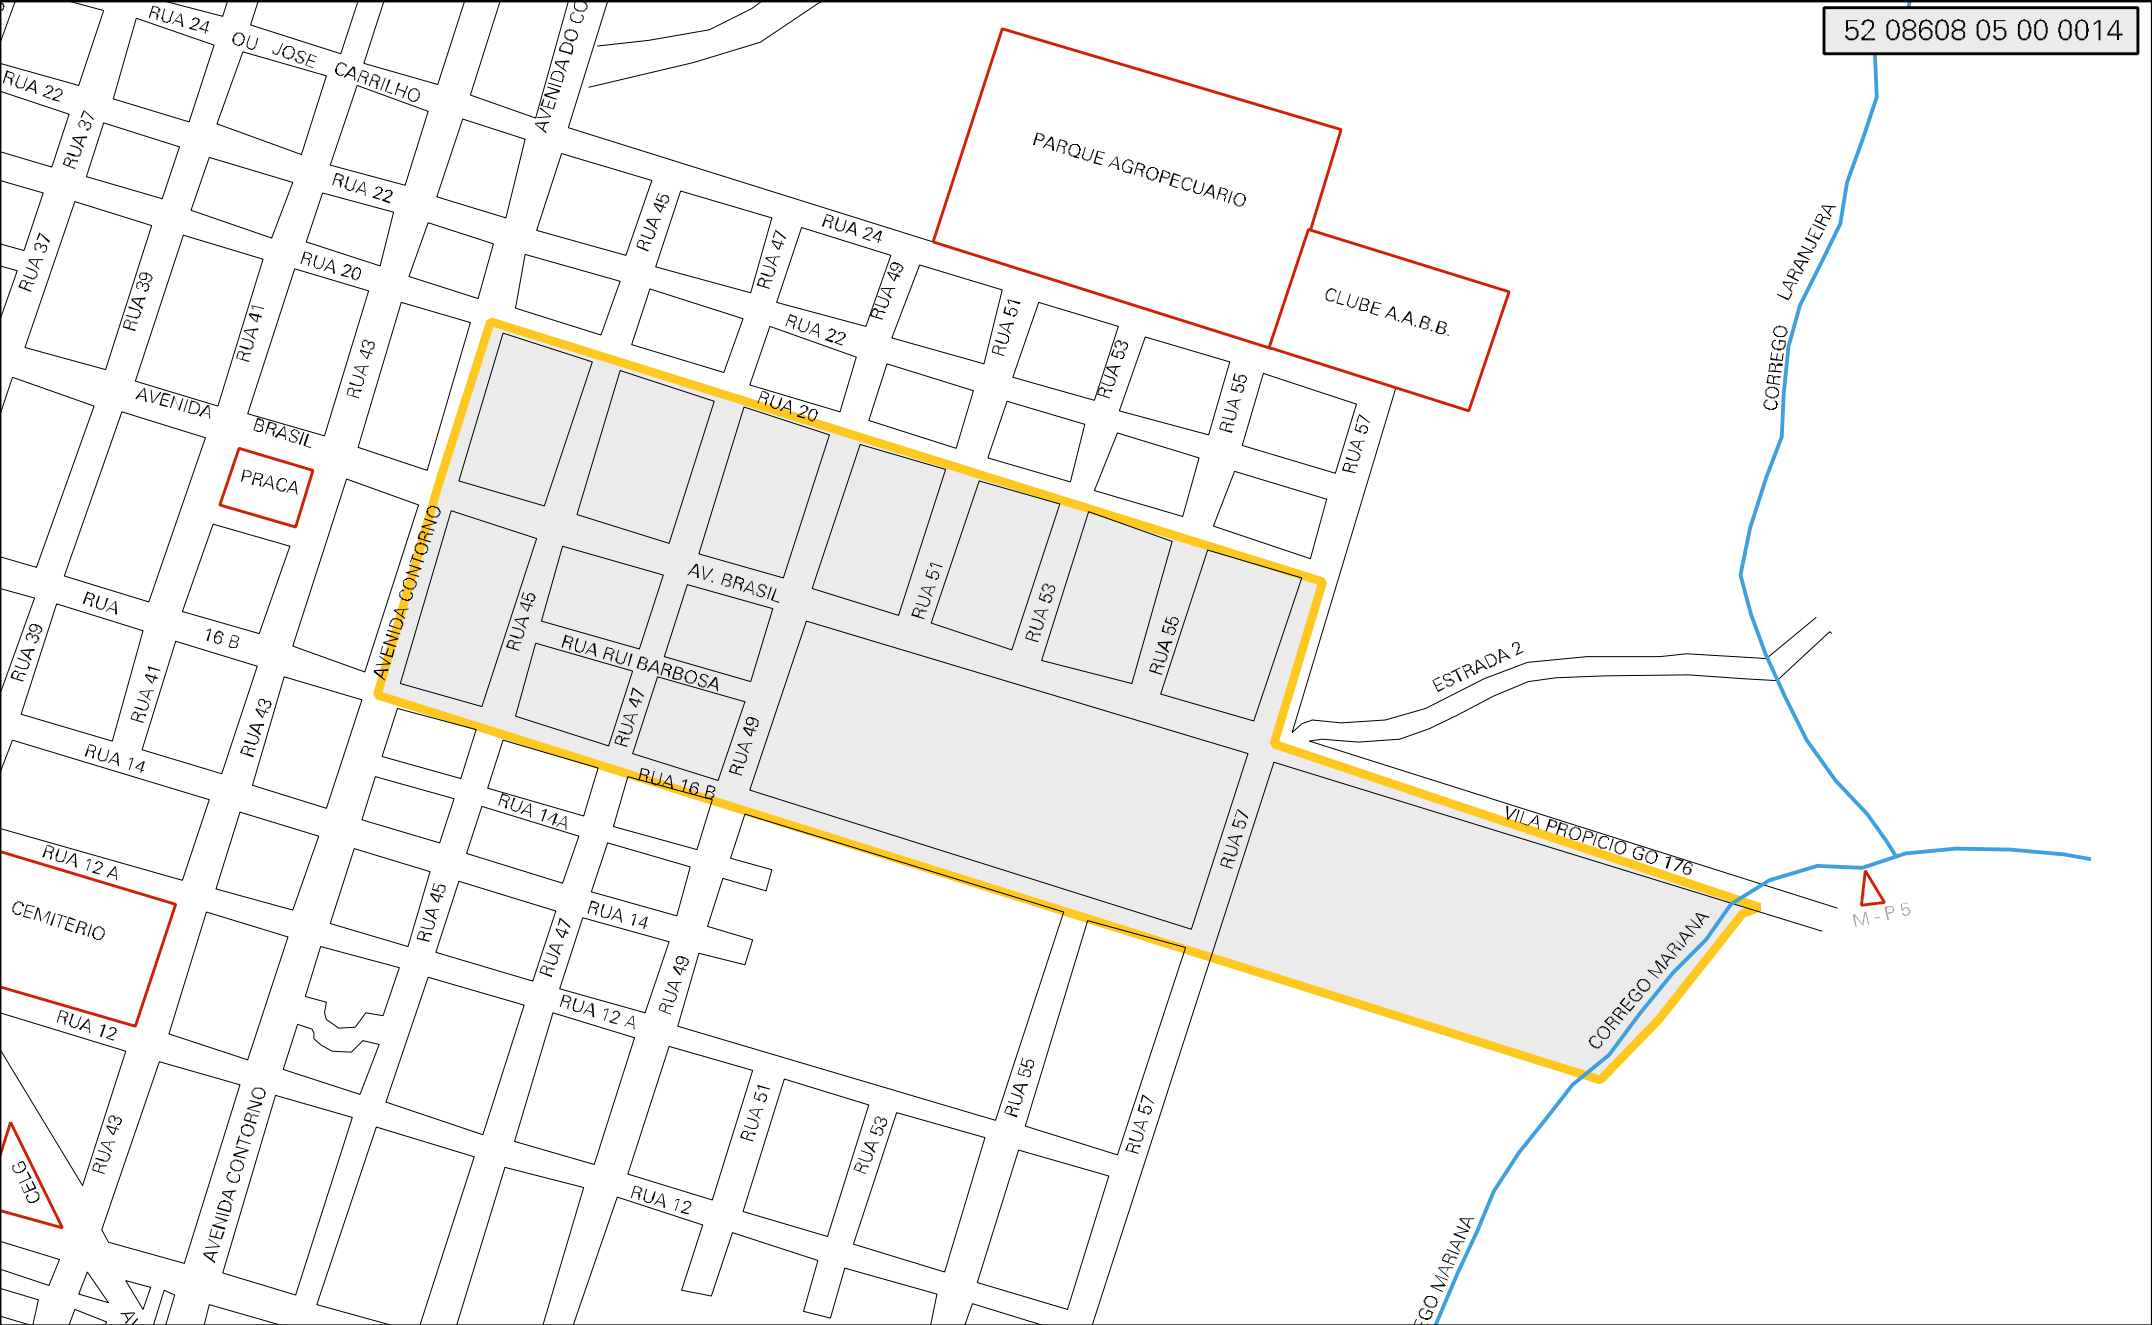 52 08608 05 00 0014
RUA 24
OU JOSE CARRILHO
AVENIDA DO CO
RUA 22
RUA 37
RUA 22
RUA 45
RUA 24
RUA 47
RUA 49
PARQUE AGROPECUARIO
CORREGO LARANJEIRA
CLUBE A.A.B.B.
RUA 37
RUA 39
RUA 20
RUA 41
RUA 43
RUA 22
RUA 51
RUA 53
RUA 55
RUA 57
AVENIDA BRASIL
RUA 20
PRACA
AVENIDA CONTORNO
AV. BRASIL
RUA 51
RUA 53
RUA 55
RUA 45
RUA 16 B
RUA RUI BARBOSA
ESTRADA 2
RUA 39
RUA 41
RUA 43
RUA 47
RUA 49
RUA 14
RUA 16 B
RUA 14A
RUA 57
VILA PROPICIO GO 176
RUA 12 A
CEMITERIO
RUA 45
RUA 14
RUA 47
RUA 49
M - P 5
CORREGO MARIANA
RUA 12
RUA 12 A
RUA 43
AVENIDA CONTORNO
RUA 51
RUA 53
RUA 55
RUA 57
CELG
RUA 12
EGO MARIANA
AV